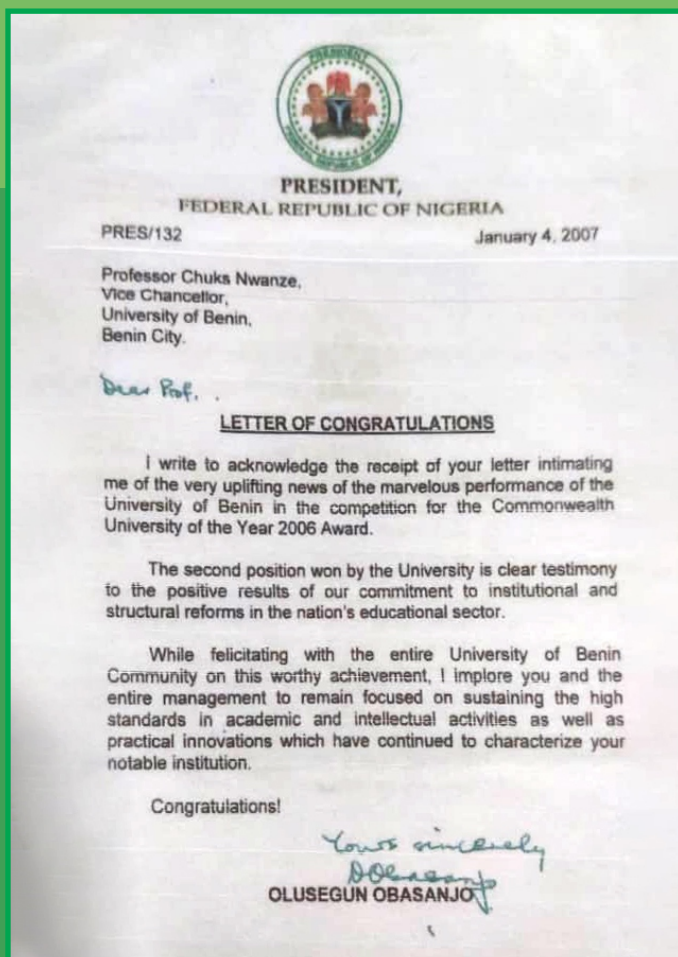 PRESIDENT
FEDERAL REPUBLIC OF NIGERIA
PRESIDENT,
FEDERAL REPUBLIC OF NIGERIA
PRES/132 January 4, 2007
Professor Chuks Nwanze,
Vice Chancellor,
University of Benin,
Benin City.
Dear Prof. .
LETTER OF CONGRATULATIONS
I write to acknowledge the receipt of your letter intimating
me of the very uplifting news of the marvelous performance of the
University of Benin in the competition for the Commonwealth
University of the Year 2006 Award.
The second position won by the University is clear testimony
to the positive results of our commitment to institutional and
structural reforms in the nation's educational sector.
While felicitating with the entire University of Benin
Community on this worthy achievement, I implore you and the
entire management to remain focused on sustaining the high
standards in academic and intellectual activities as well as
practical innovations which have continued to characterize your
notable institution.
Congratulations!
Yours sincerely
OObasanjo
OLUSEGUN OBASANJO